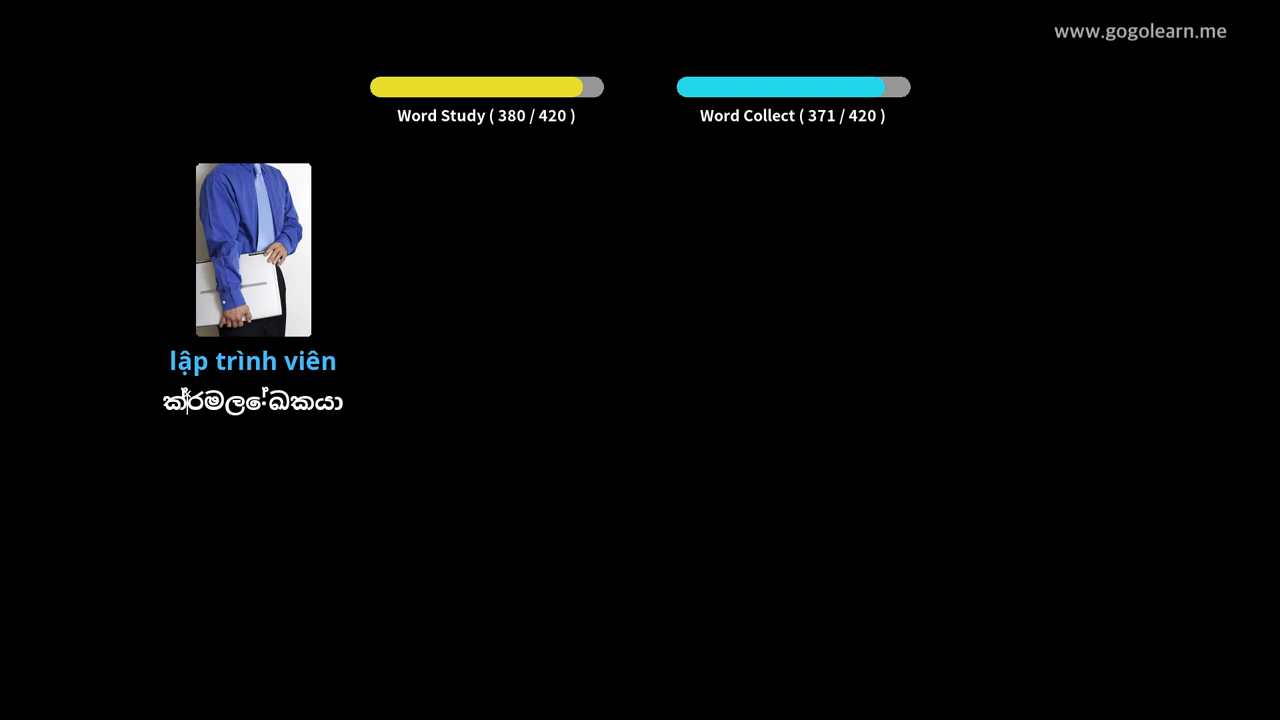 www.gogolearn.me
Word Study ( 380 / 420 )
Word Collect ( 371 / 420 )
lập trình viên
ක්‍රමලේඛකයා